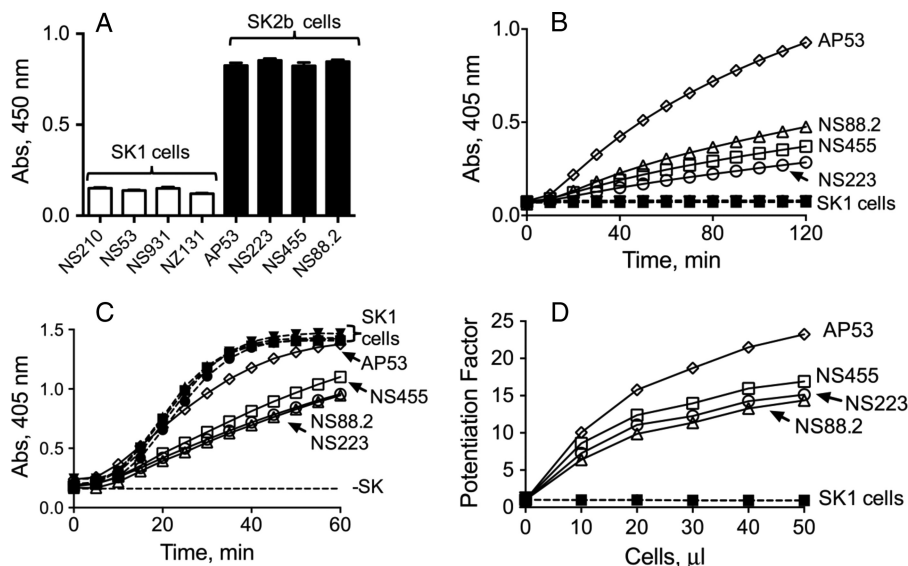 A
SK2b cells
SK1 cells
Abs, 450 nm
1.0
0.5
0.0
NS210
NS53
NS931
NZ131
AP53
NS223
NS455
NS88.2
B
Abs, 405 nm
1.0
0.5
0.0
0 40 80 120
Time, min
AP53
NS88.2
NS455
NS223
SK1 cells
C
Abs, 405 nm
1.5
1.0
0.5
0.0
0 20 40 60
Time, min
SK1
cells
AP53
NS455
NS88.2
NS223
-SK
D
Potentiation Factor
25
20
15
10
5
0
0 10 20 30 40 50
Cells, μl
AP53
NS455
NS223
NS88.2
SK1 cells